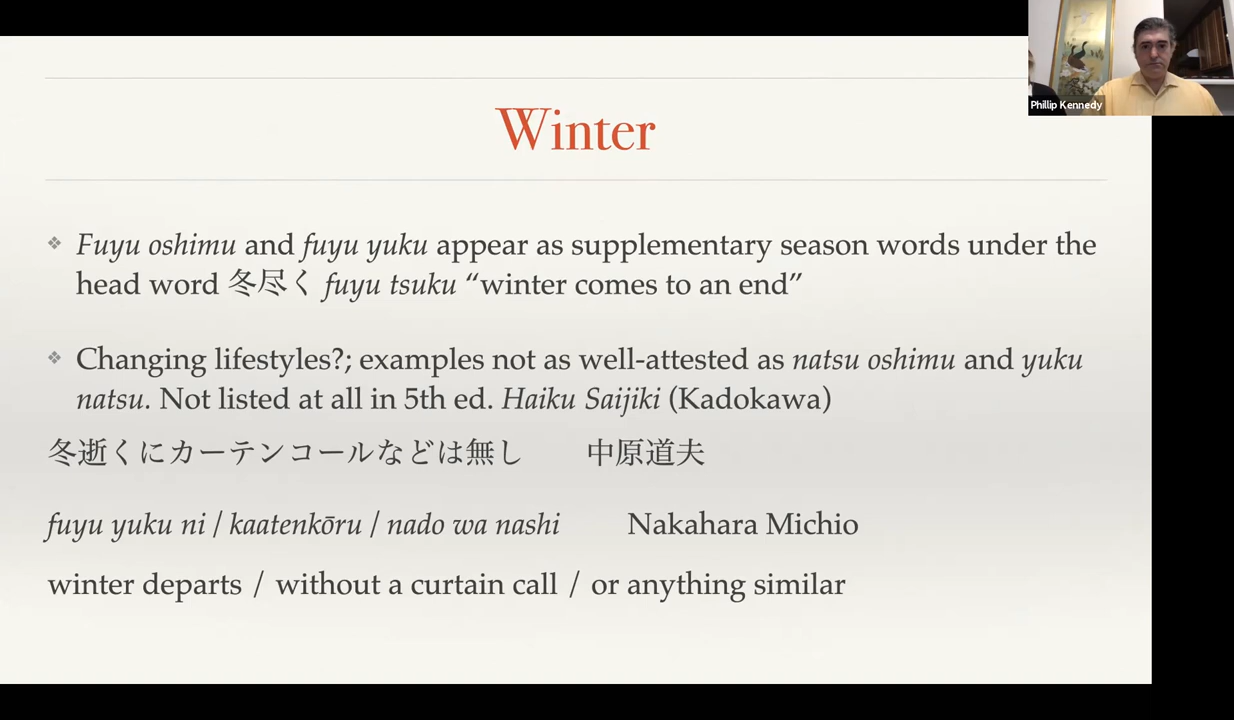 Phillip Kennedy
Winter
❖ Fuyu oshimu and fuyu yuku appear as supplementary season words under the
head word 冬尽く fuyu tsuku “winter comes to an end”
❖ Changing lifestyles?; examples not as well-attested as natsu oshimu and yuku
natsu. Not listed at all in 5th ed. Haiku Saijiki (Kadokawa)
冬逝くにカーテンコールなどは無し 中原道夫
fuyu yuku ni / kaatenkōru / nado wa nashi Nakahara Michio
winter departs / without a curtain call / or anything similar